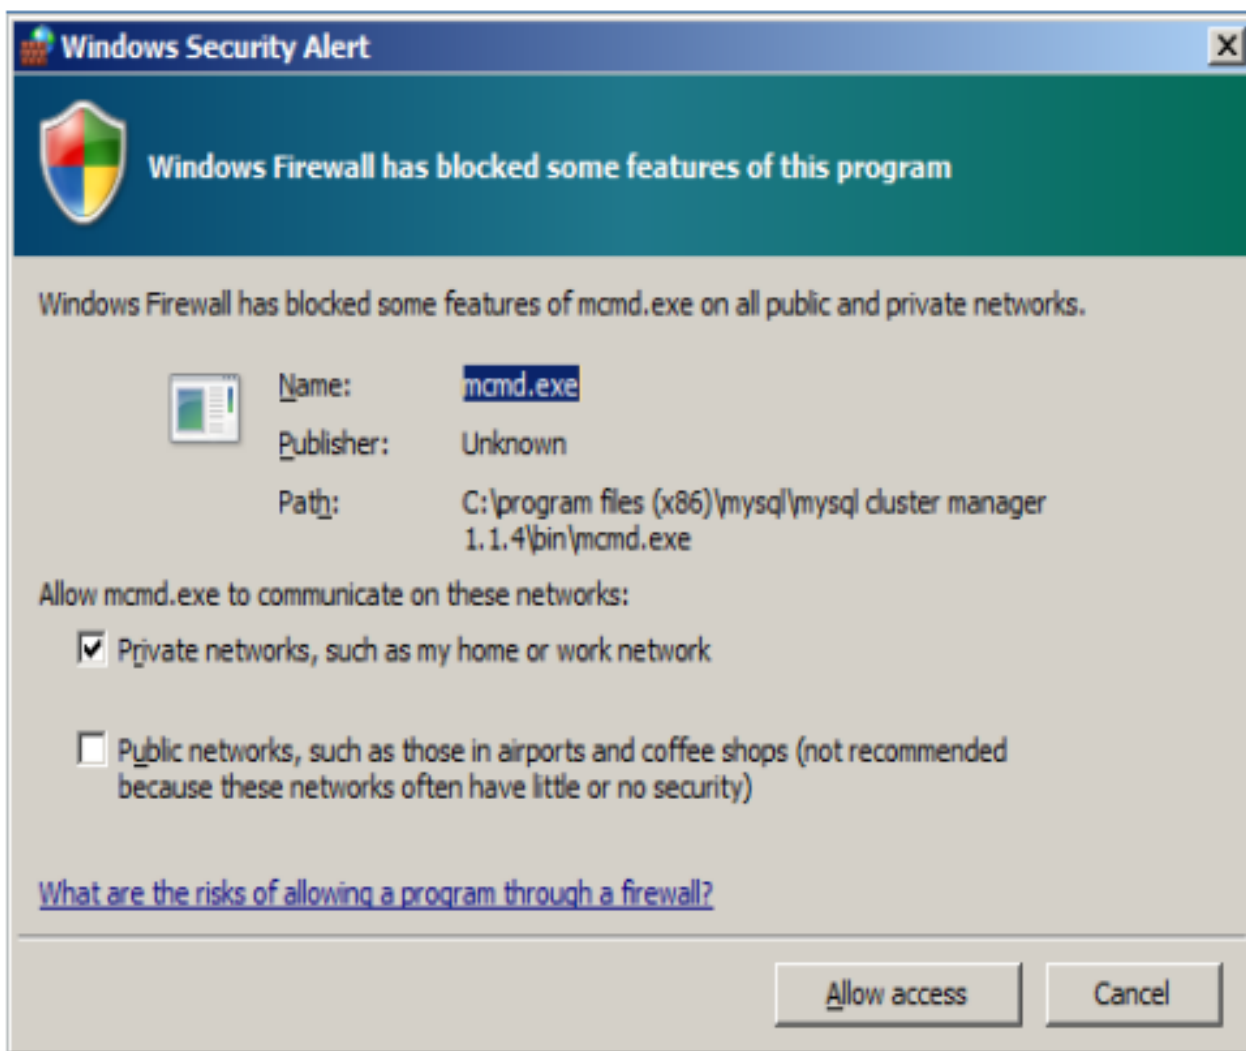 Windows Security Alert
Windows Firewall has blocked some features of this program
Windows Firewall has blocked some features of mcmd.exe on all public and private networks.
Name: mcmd.exe
Publisher: Unknown
Path: C:\program files (x86)\mysql\mysql cluster manager
1.1.4\bin\mcmd.exe
Allow mcmd.exe to communicate on these networks:
Private networks, such as my home or work network
Public networks, such as those in airports and coffee shops (not recommended
because these networks often have little or no security)
What are the risks of allowing a program through a firewall?
Allow access Cancel